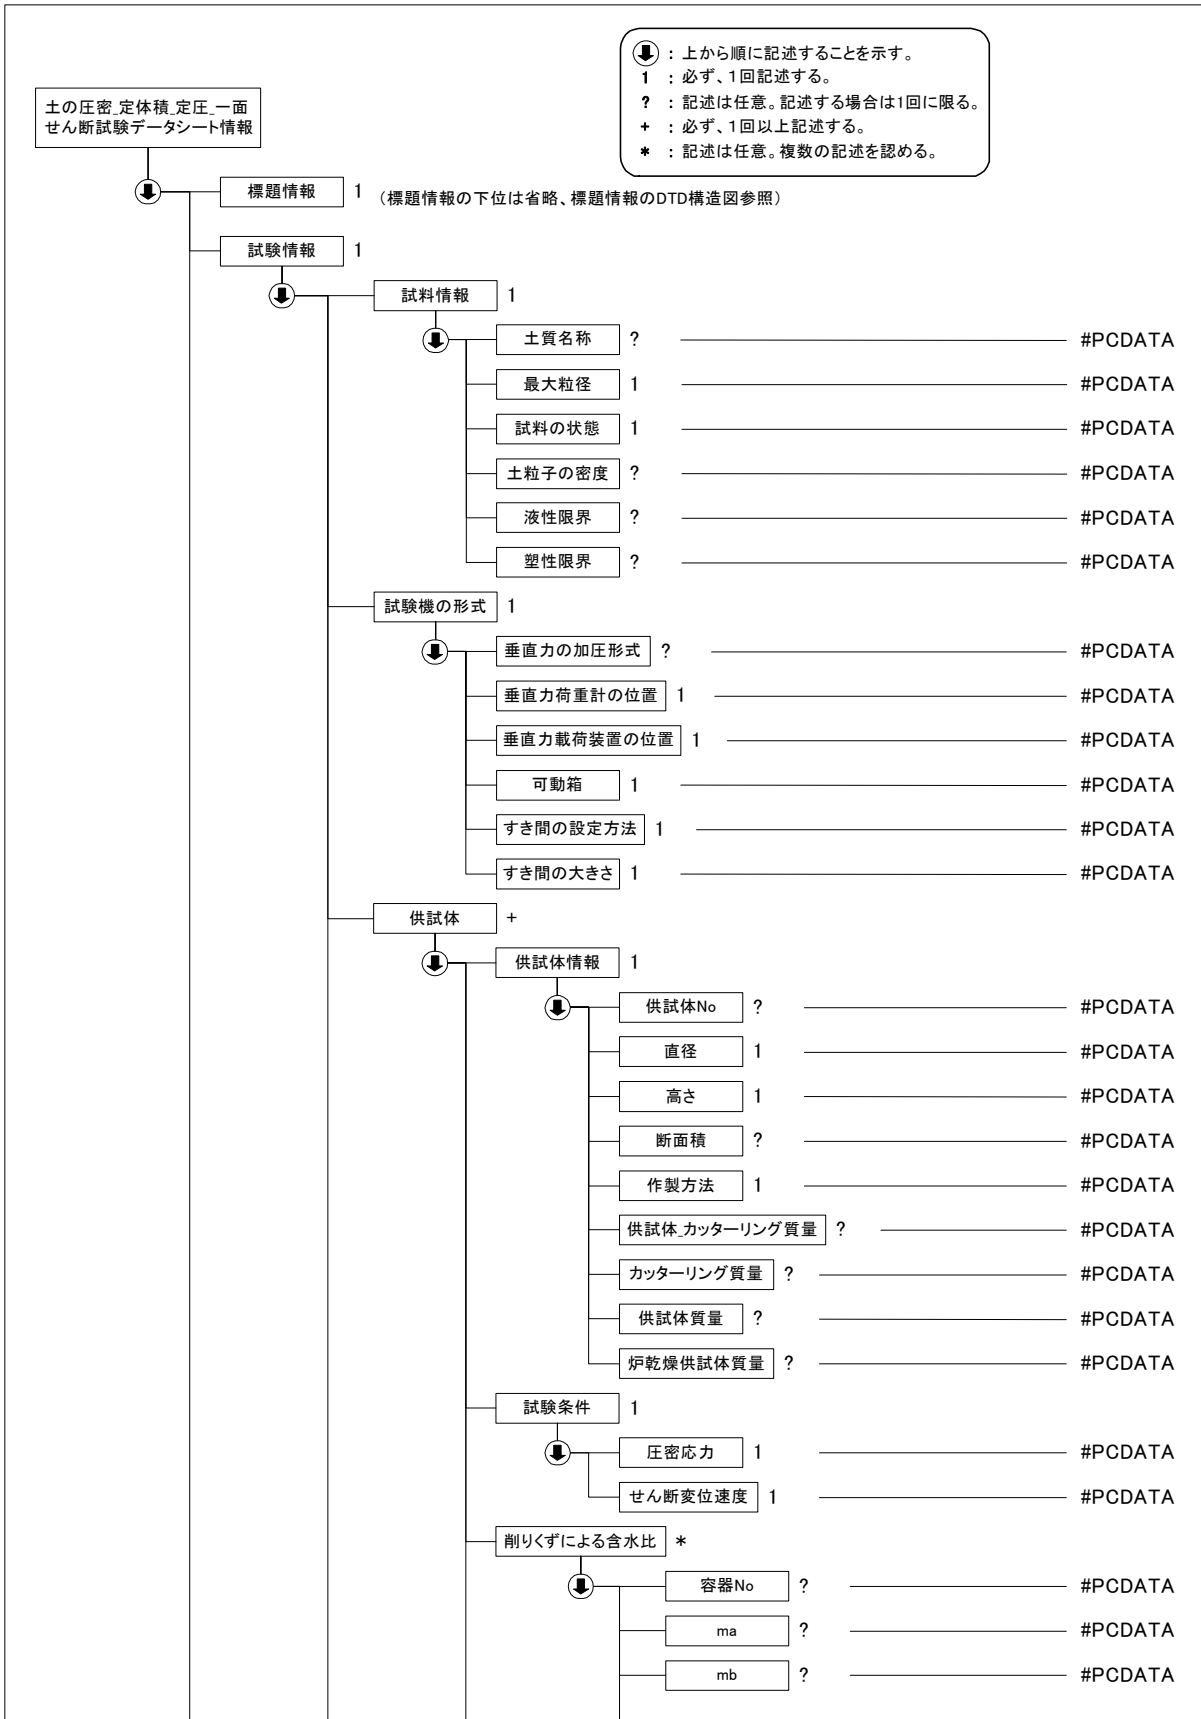 ：上から順に記述することを示す。
1 ：必ず、1回記述する。
? ：記述は任意。記述する場合は1回に限る。
+ ：必ず、1回以上記述する。
* ：記述は任意。複数の記述を認める。
土の圧密_定体積_定圧_一面
せん断試験データシート情報
標題情報 1 （標題情報の下位は省略、標題情報のDTD構造図参照）
試験情報 1
試料情報 1
土質名称 ? #PCDATA
最大粒径 1 #PCDATA
試料の状態 1 #PCDATA
土粒子の密度 ? #PCDATA
液性限界 ? #PCDATA
塑性限界 ? #PCDATA
試験機の形式 1
垂直力の加圧形式 ? #PCDATA
垂直力荷重計の位置 1 #PCDATA
垂直力載荷装置の位置 1 #PCDATA
可動箱 1 #PCDATA
すき間の設定方法 1 #PCDATA
すき間の大きさ 1 #PCDATA
供試体 +
供試体情報 1
供試体No ? #PCDATA
直径 1 #PCDATA
高さ 1 #PCDATA
断面積 ? #PCDATA
作製方法 1 #PCDATA
供試体_カッターリング質量 ? #PCDATA
カッターリング質量 ? #PCDATA
供試体質量 ? #PCDATA
炉乾燥供試体質量 ? #PCDATA
試験条件 1
圧密応力 1 #PCDATA
せん断変位速度 1 #PCDATA
削りくずによる含水比 *
容器No ? #PCDATA
ma ? #PCDATA
mb ? #PCDATA